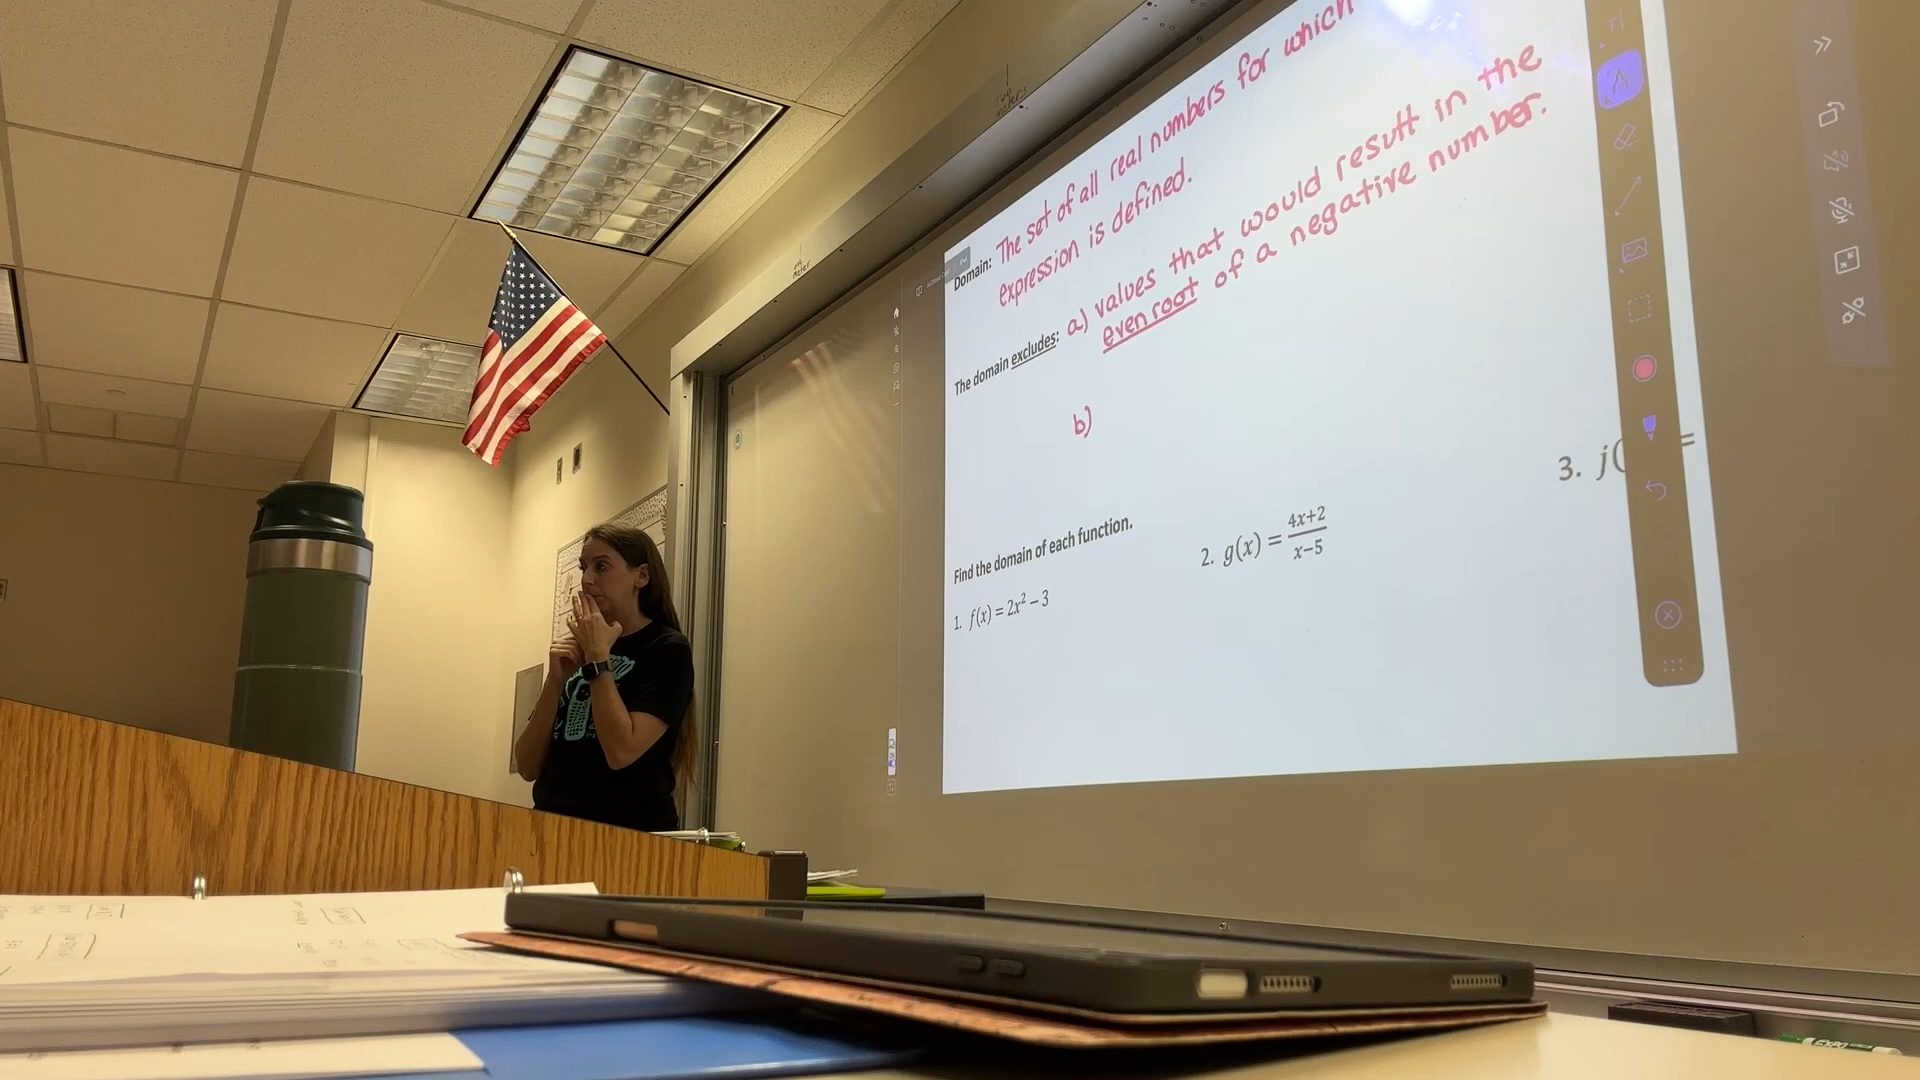 Domain: The set of all real numbers for which
expression is defined.
The domain excludes: a) values that would result in the
even root of a negative number.
b)
Find the domain of each function.
1. f(x) = 2x² – 3
2. g(x) = 4x+2
x–5
3. j( =
EXPO